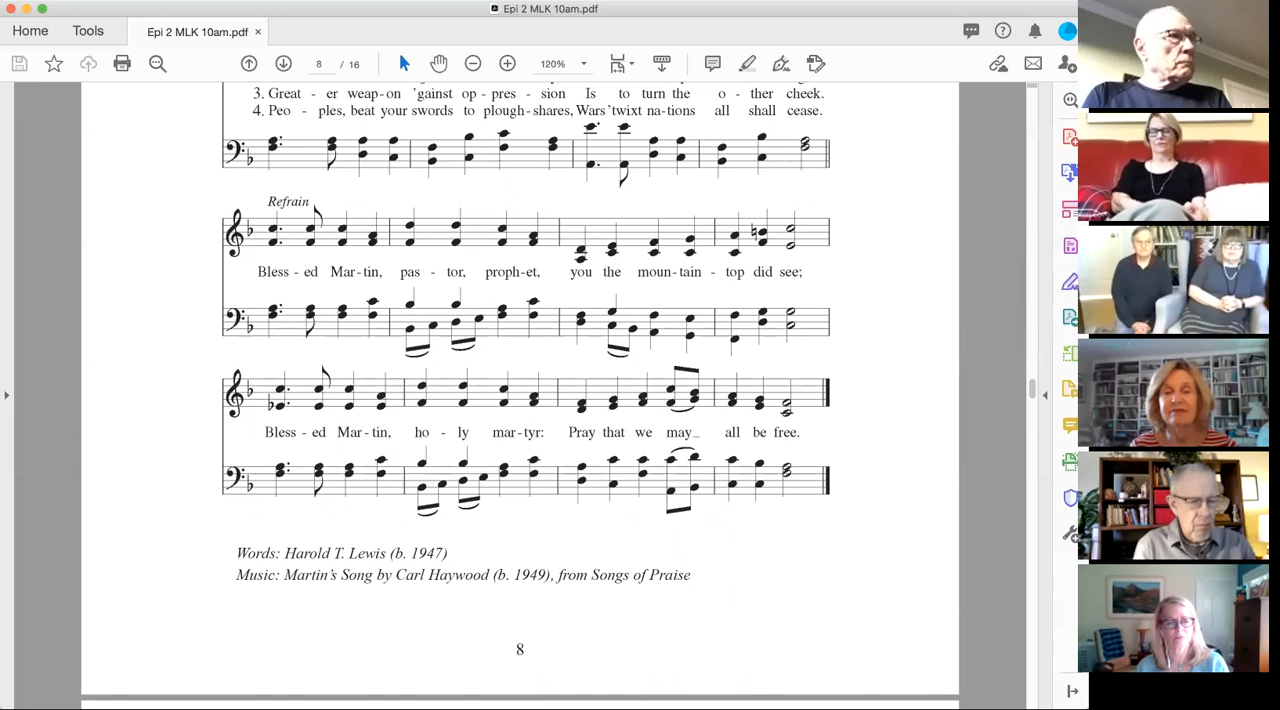 Epi 2 MLK 10am.pdf
Home Tools Epi 2 MLK 10am.pdf ×
8 / 16 120%
3. Great - er weap - on 'gainst op - pres - sion Is to turn the o - ther cheek.
4. Peo - ples, beat your swords to plough - shares, Wars 'twixt na - tions all shall cease.
Refrain
Bless - ed Mar - tin, pas - tor, proph - et, you the moun - tain - top did see;
Bless - ed Mar - tin, ho - ly mar - tyr: Pray that we may_ all be free.
Words: Harold T. Lewis (b. 1947)
Music: Martin's Song by Carl Haywood (b. 1949), from Songs of Praise
8